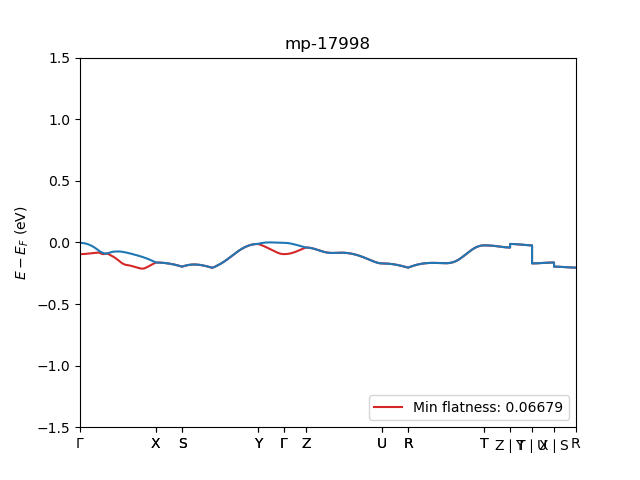 mp-17998
1.5
1.0
0.5
0.0
−0.5
−1.0
−1.5
E − E_F (eV)
Min flatness: 0.06679
Γ X S Y Γ Z U R T Z | Y T | U X | S R